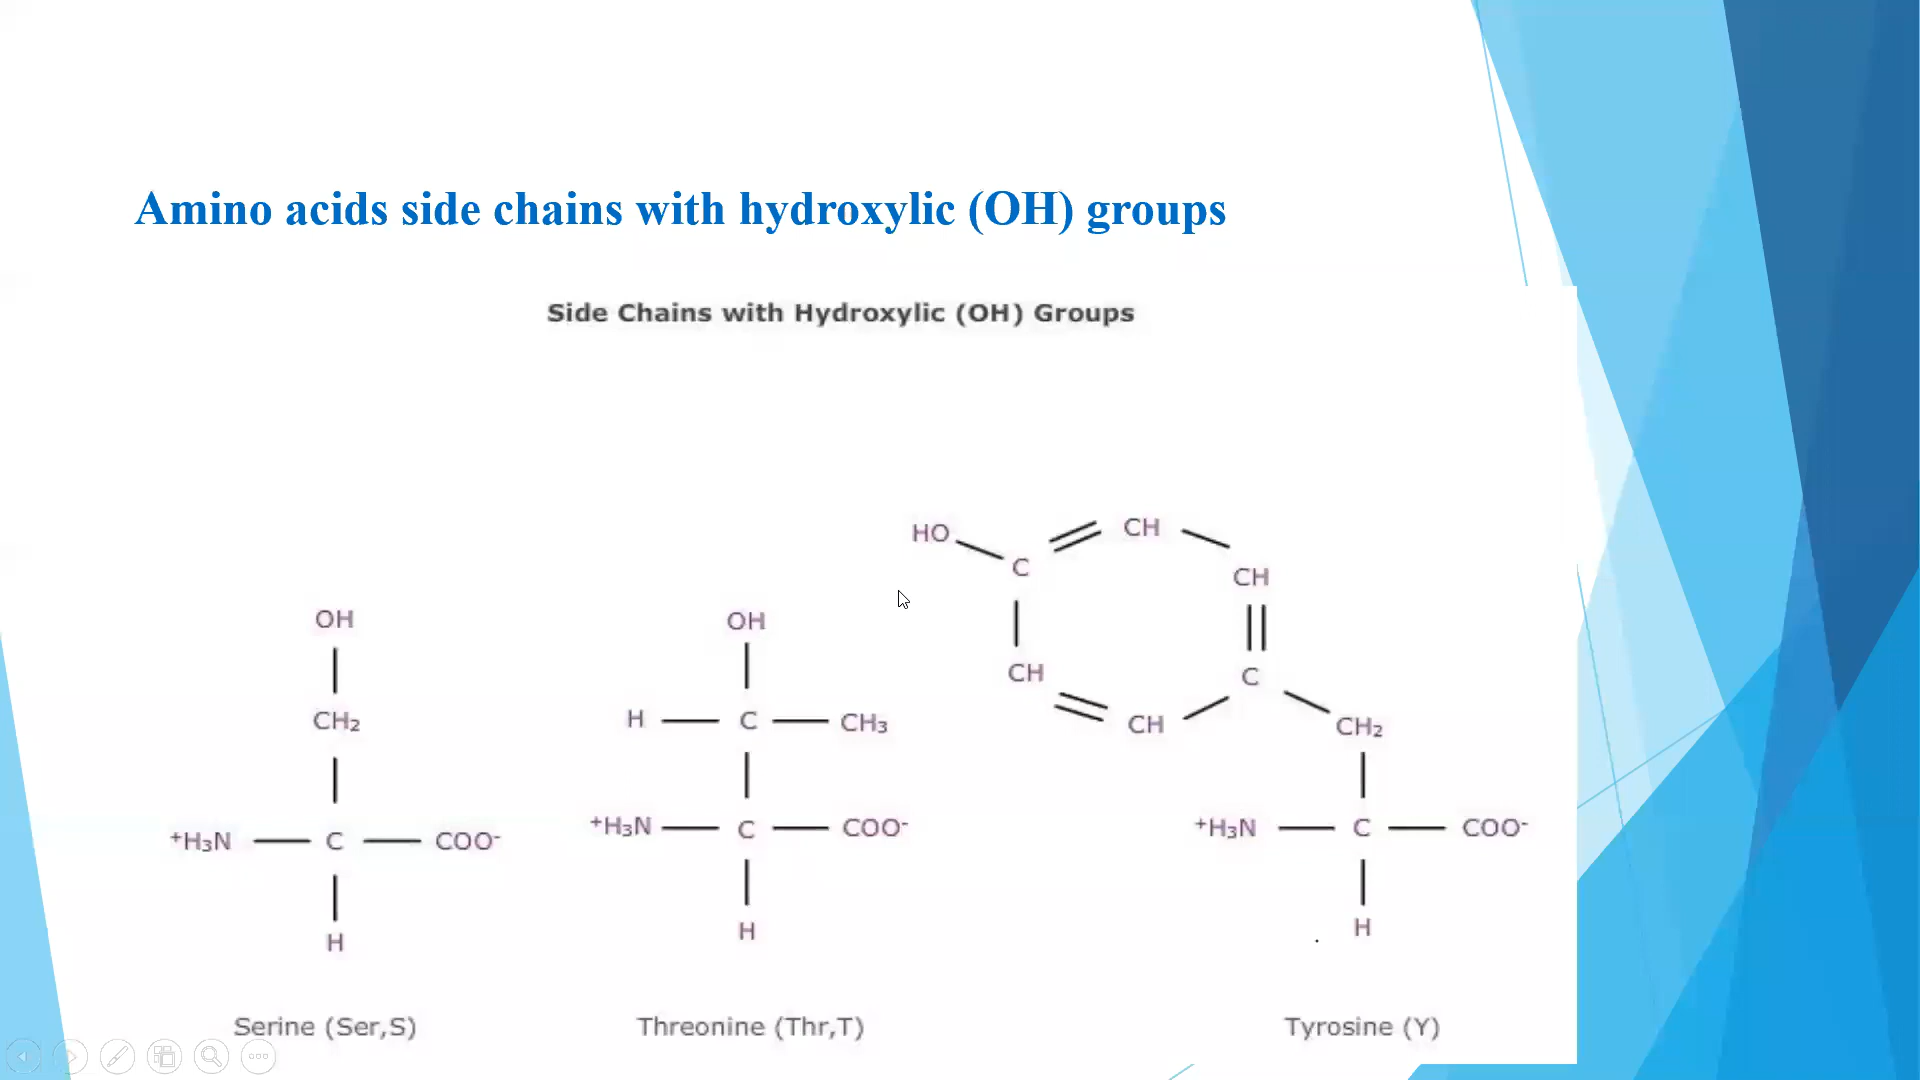 Amino acids side chains with hydroxylic (OH) groups
Side Chains with Hydroxylic (OH) Groups
HO
C
CH
CH
C
CH
CH
CH₂
⁺H₃N
C
COO⁻
H
OH
CH₂
⁺H₃N
C
COO⁻
H
OH
H
C
CH₃
⁺H₃N
C
COO⁻
H
Serine (Ser,S)
Threonine (Thr,T)
Tyrosine (Y)